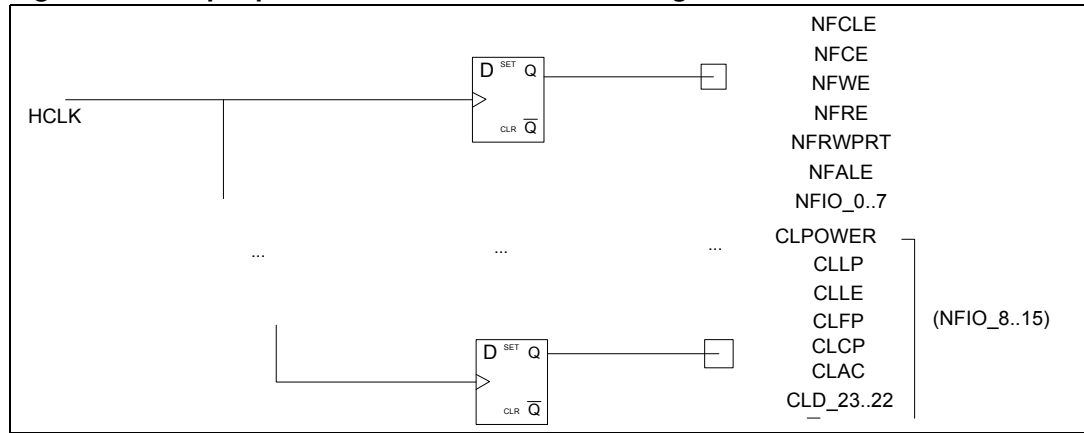 HCLK
D SET Q
CLR Q
...
...
...
D SET Q
CLR Q
NFCLE
NFCE
NFWE
NFRE
NFRWPRT
NFALE
NFIO_0..7
CLPOWER
CLLP
CLLE
CLFP
CLCP
CLAC
CLD_23..22
(NFIO_8..15)